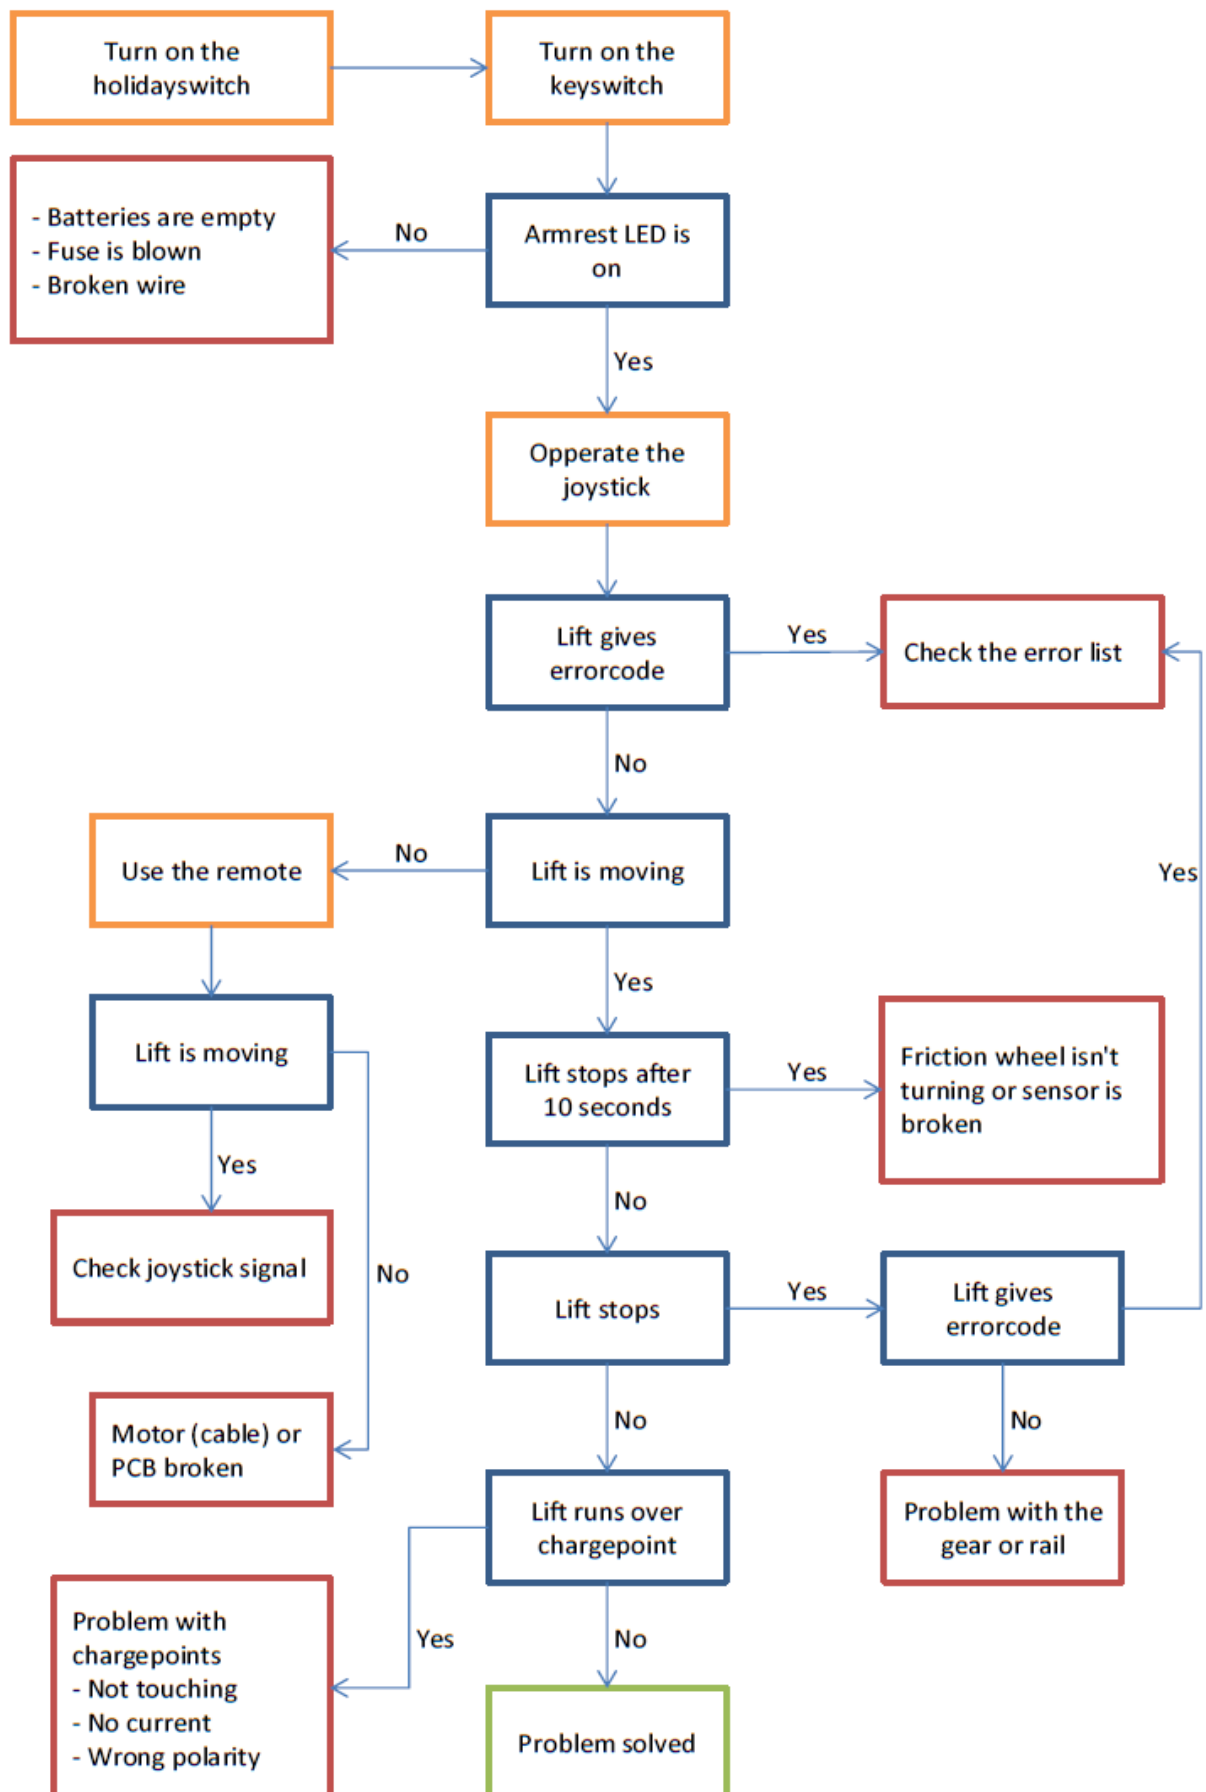 Turn on the
holidayswitch
Turn on the
keyswitch
- Batteries are empty
- Fuse is blown
- Broken wire
No
Armrest LED is
on
Yes
Opperate the
joystick
Lift gives
errorcode
Yes
Check the error list
No
Use the remote
No
Lift is moving
Yes
Yes
Lift is moving
Lift stops after
10 seconds
Yes
Friction wheel isn't
turning or sensor is
broken
Yes
No
Check joystick signal
No
Lift stops
Yes
Lift gives
errorcode
Motor (cable) or
PCB broken
No
No
Lift runs over
chargepoint
Problem with the
gear or rail
Yes
No
Problem with
chargepoints
- Not touching
- No current
- Wrong polarity
Problem solved